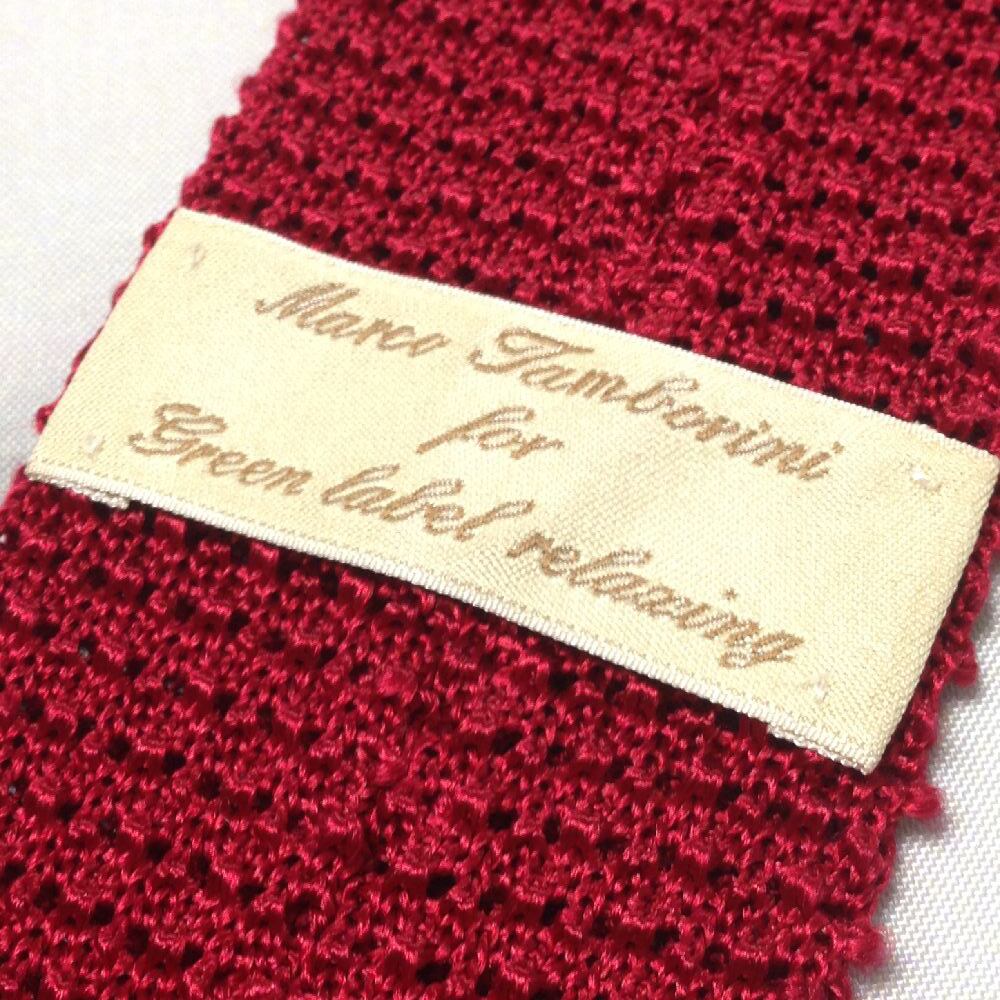 Marco Tamborini
for
Green label relaxing